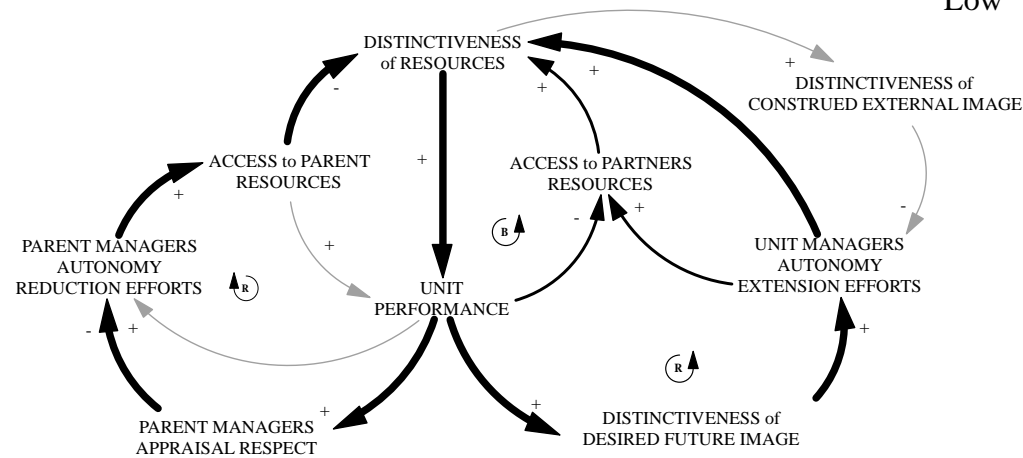 Low
DISTINCTIVENESS
of RESOURCES
+
DISTINCTIVENESS of
CONSTRUED EXTERNAL IMAGE
+
-
+
ACCESS to PARENT
RESOURCES
+
ACCESS to PARTNERS
RESOURCES
+
-
+
-
B
PARENT MANAGERS
AUTONOMY
REDUCTION EFFORTS
+
R
UNIT
PERFORMANCE
UNIT MANAGERS
AUTONOMY
EXTENSION EFFORTS
-
+
+
R
+
+
PARENT MANAGERS
APPRAISAL RESPECT
DISTINCTIVENESS of
DESIRED FUTURE IMAGE